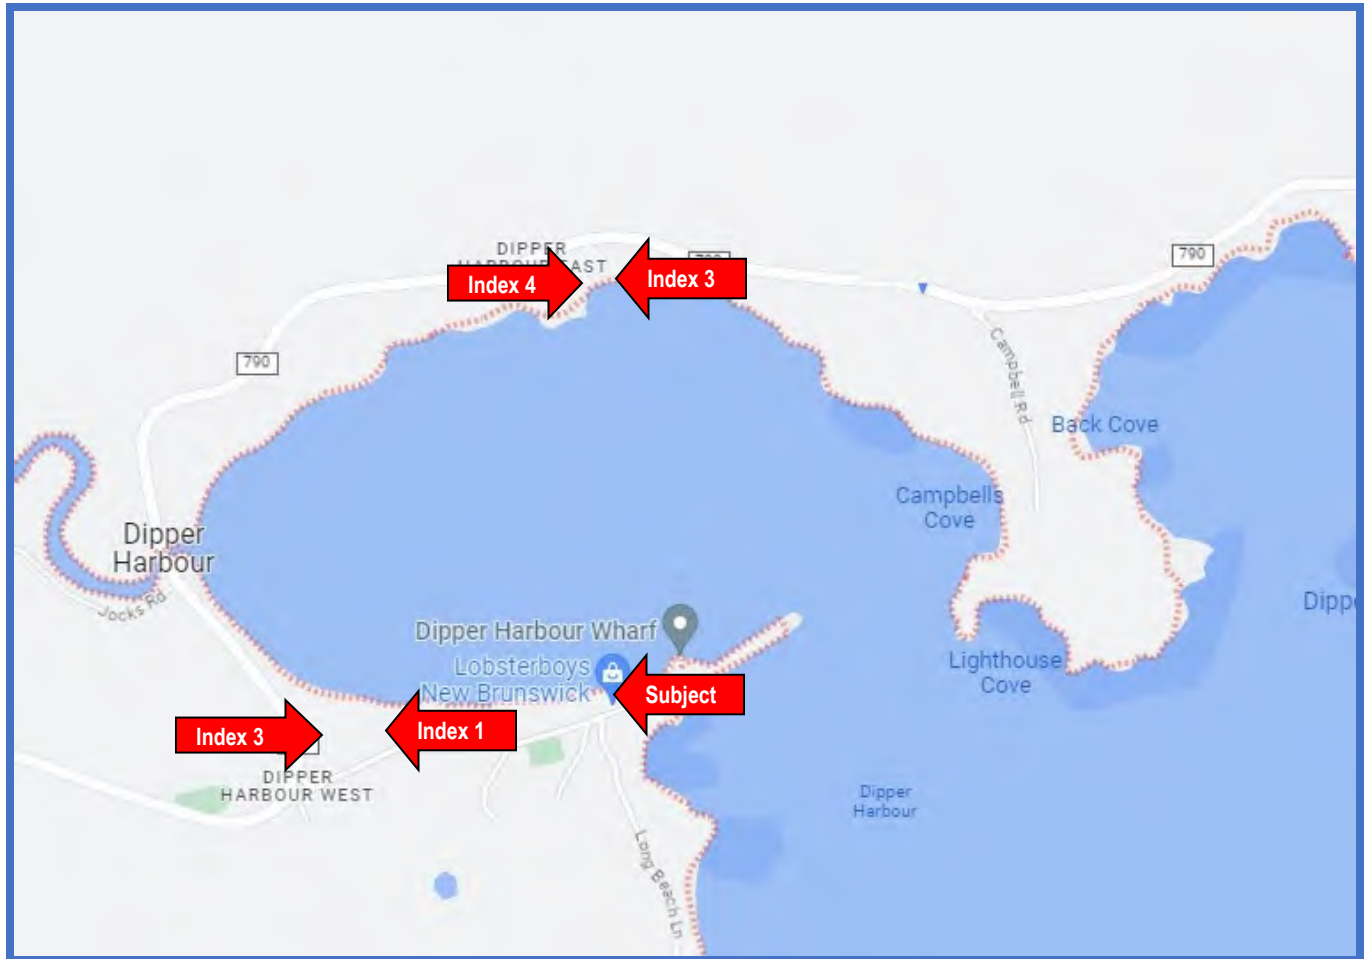 DIPPER
EAST
Index 4
Index 3
790
790
Campbell Rd
Back Cove
Campbells
Cove
Dipper
Harbour
Jocks Rd
Dipper Harbour Wharf
Lobsterboys
New Brunswick
Subject
Lighthouse
Cove
Index 3
Index 1
DIPPER
HARBOUR WEST
Dipper
Harbour
Long Beach Ln